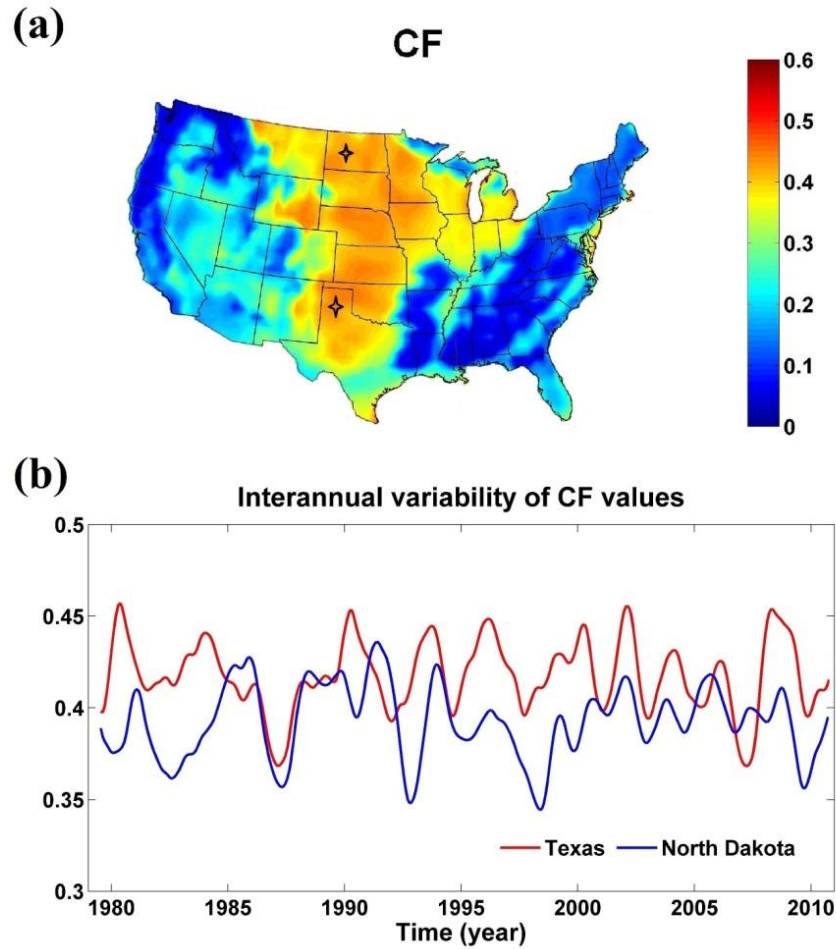 (a)
CF
0.6
0.5
0.4
0.3
0.2
0.1
0
(b)
Interannual variability of CF values
0.5
0.45
0.4
0.35
0.3
Texas North Dakota
1980 1985 1990 1995 2000 2005 2010
Time (year)